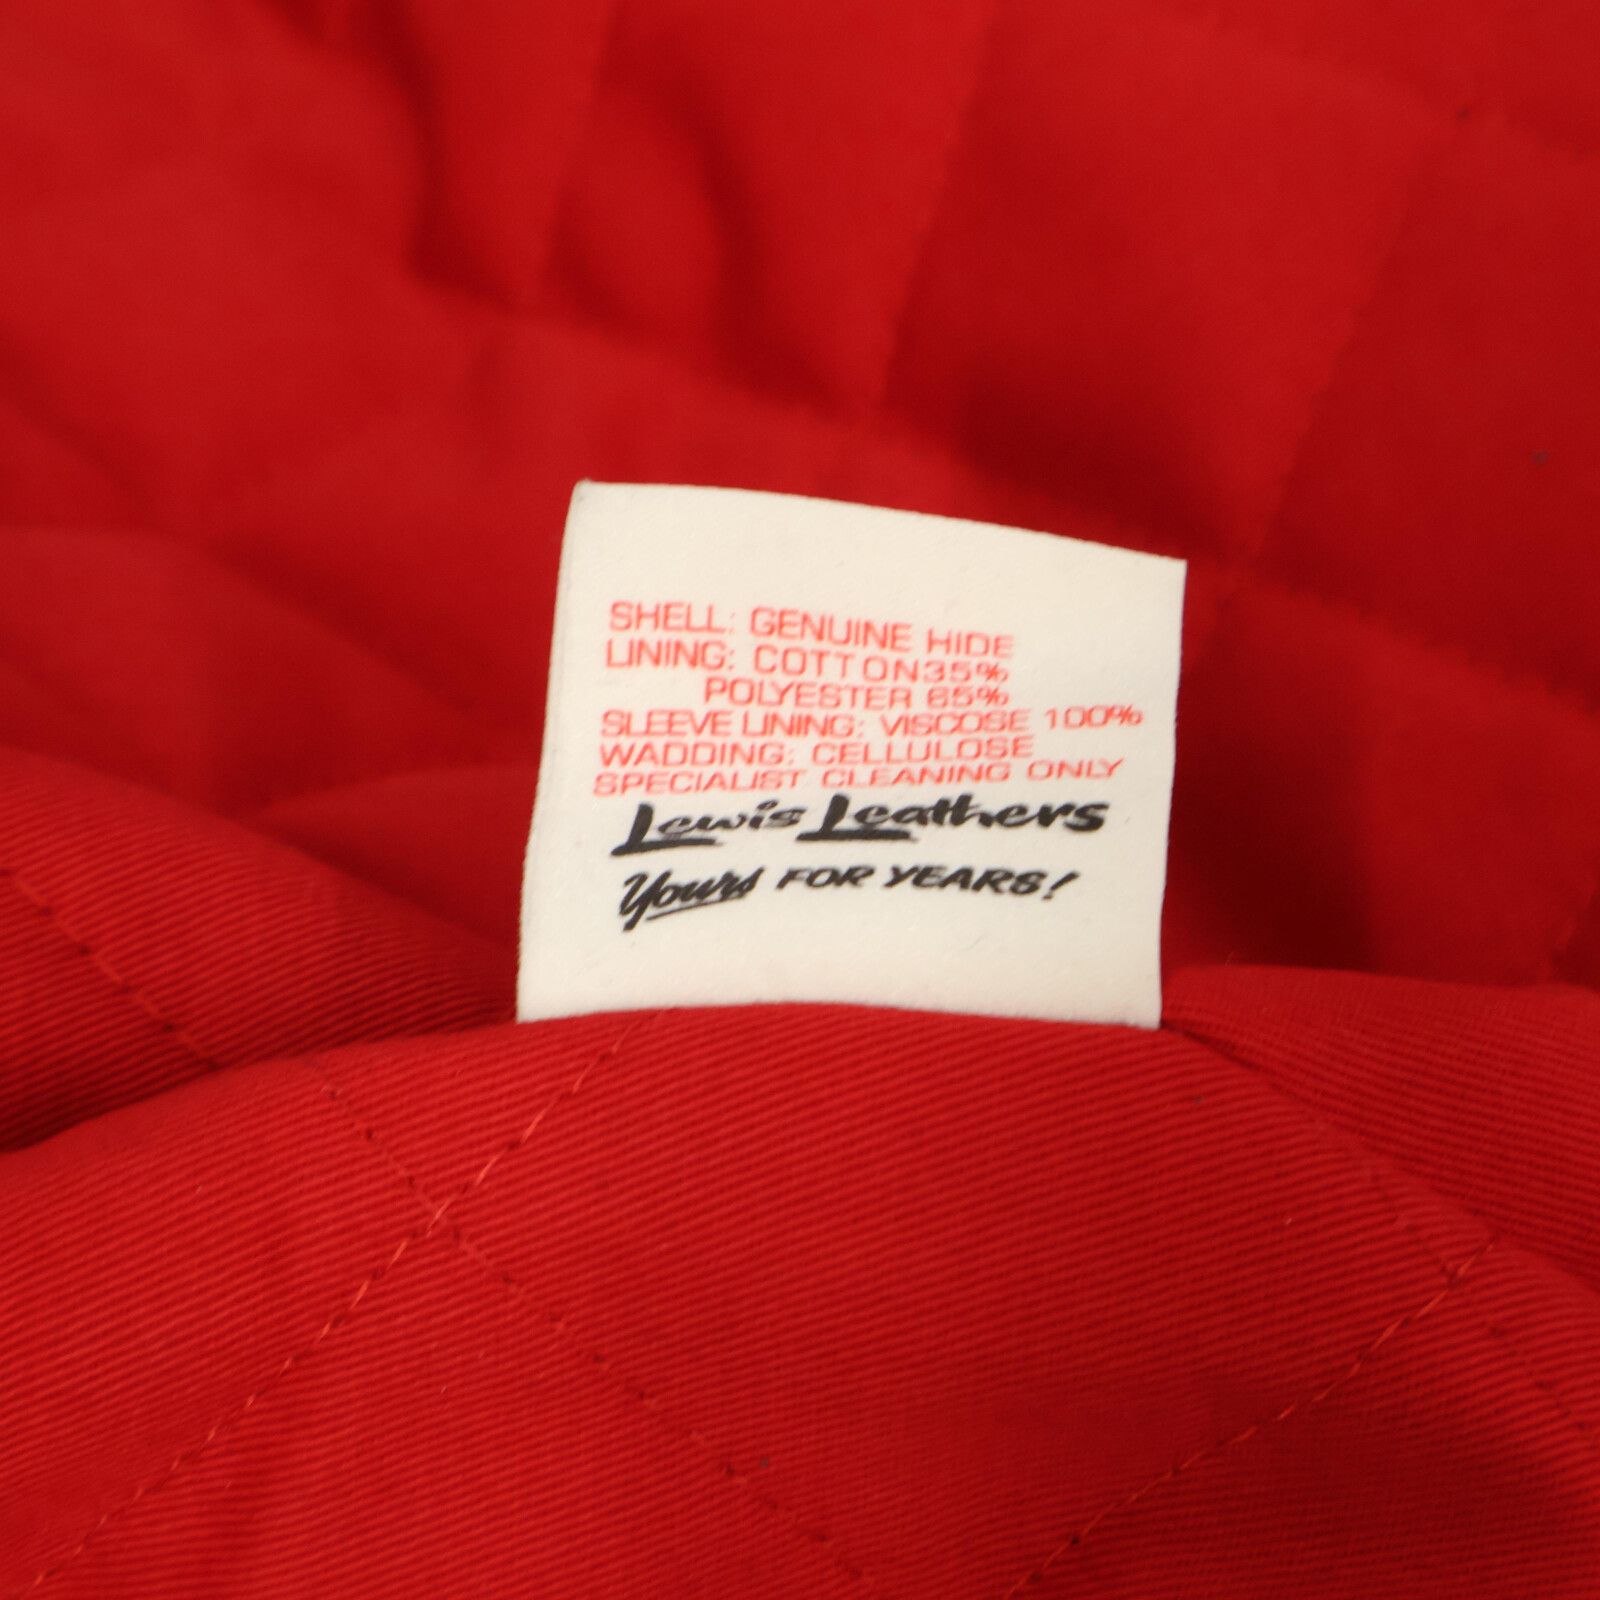 SHELL: GENUINE HIDE
LINING: COTTON35%
POLYESTER 65%
SLEEVE LINING: VISCOSE 100%
WADDING: CELLULOSE
SPECIALIST CLEANING ONLY
Lewis Leathers
Yours FOR YEARS!